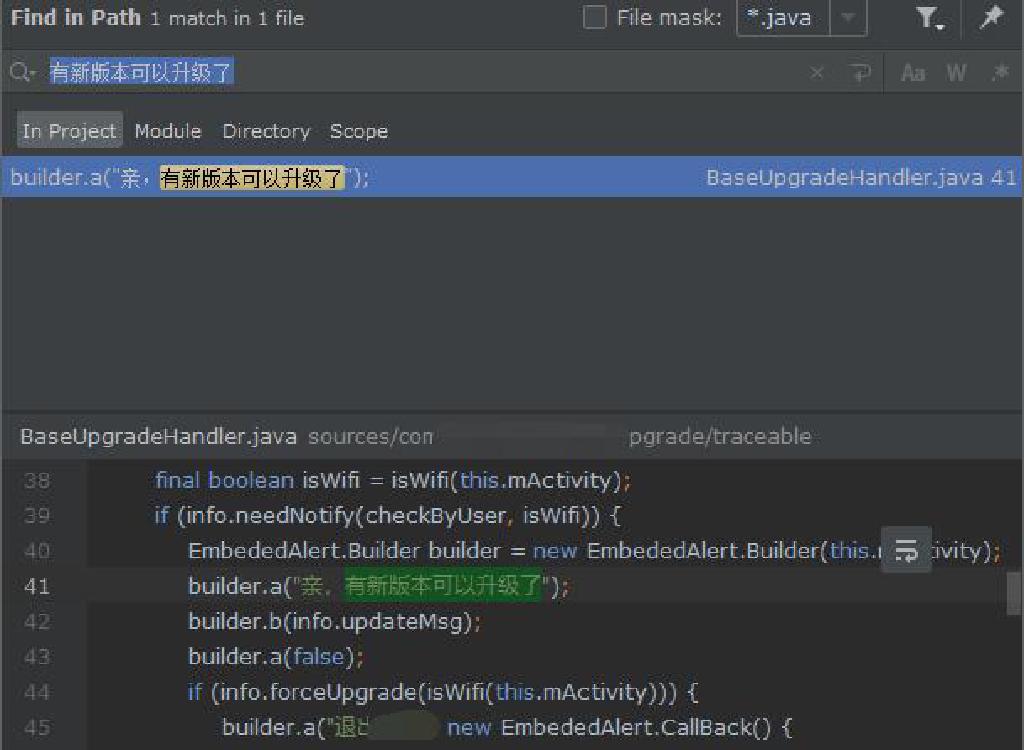 Find in Path 1 match in 1 file File mask: *.java
有新版本可以升级了 Aa W .*
In Project Module Directory Scope
builder.a("亲，有新版本可以升级了"); BaseUpgradeHandler.java 41
BaseUpgradeHandler.java sources/con pgrade/traceable
38 final boolean isWifi = isWifi(this.mActivity);
39 if (info.needNotify(checkByUser, isWifi)) {
40 EmbededAlert.Builder builder = new EmbededAlert.Builder(this. ivity);
41 builder.a("亲，有新版本可以升级了");
42 builder.b(info.updateMsg);
43 builder.a(false);
44 if (info.forceUpgrade(isWifi(this.mActivity))) {
45 builder.a("退 new EmbededAlert.CallBack() {